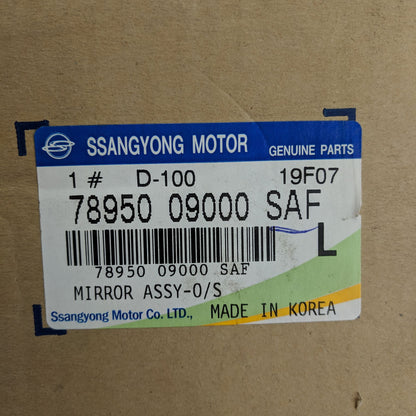 SSANGYONG MOTOR GENUINE PARTS
1 # D-100 19F07
78950 09000 SAF
L
78950 09000 SAF
MIRROR ASSY-O/S
Ssangyong Motor Co. LTD., MADE IN KOREA